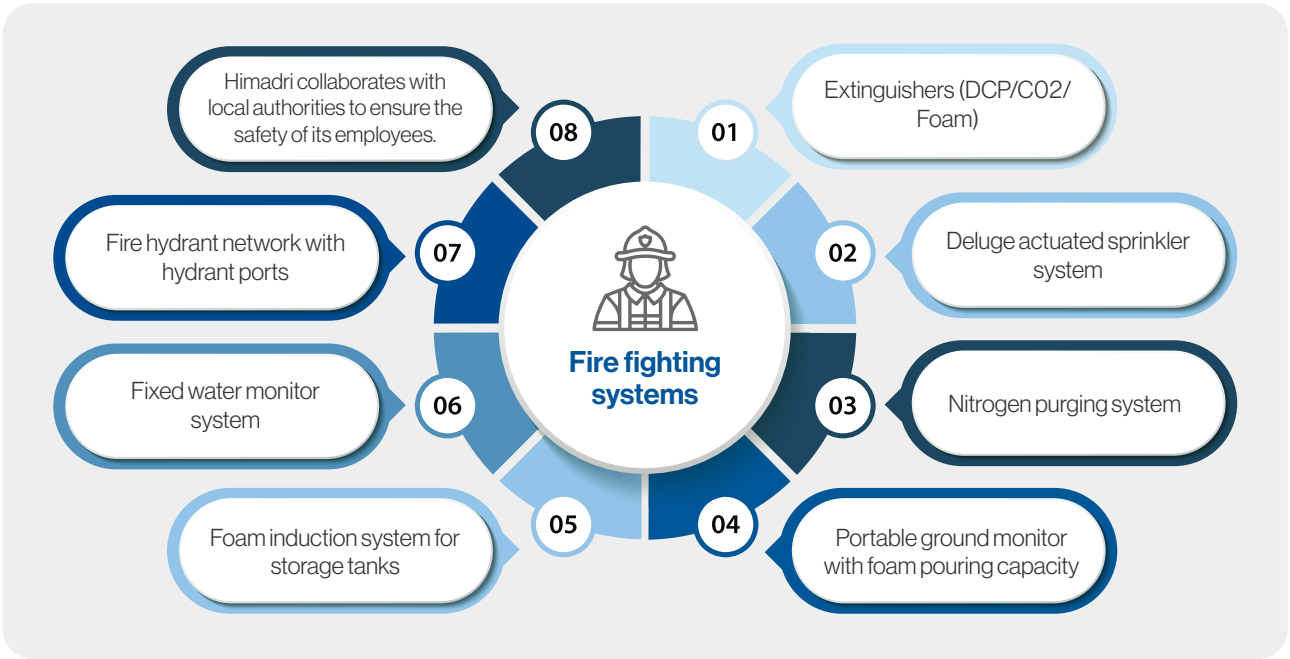 Fire fighting
systems
01
Extinguishers (DCP/C02/
Foam)
02
Deluge actuated sprinkler
system
03
Nitrogen purging system
04
Portable ground monitor
with foam pouring capacity
05
Foam induction system for
storage tanks
06
Fixed water monitor
system
07
Fire hydrant network with
hydrant ports
08
Himadri collaborates with
local authorities to ensure the
safety of its employees.